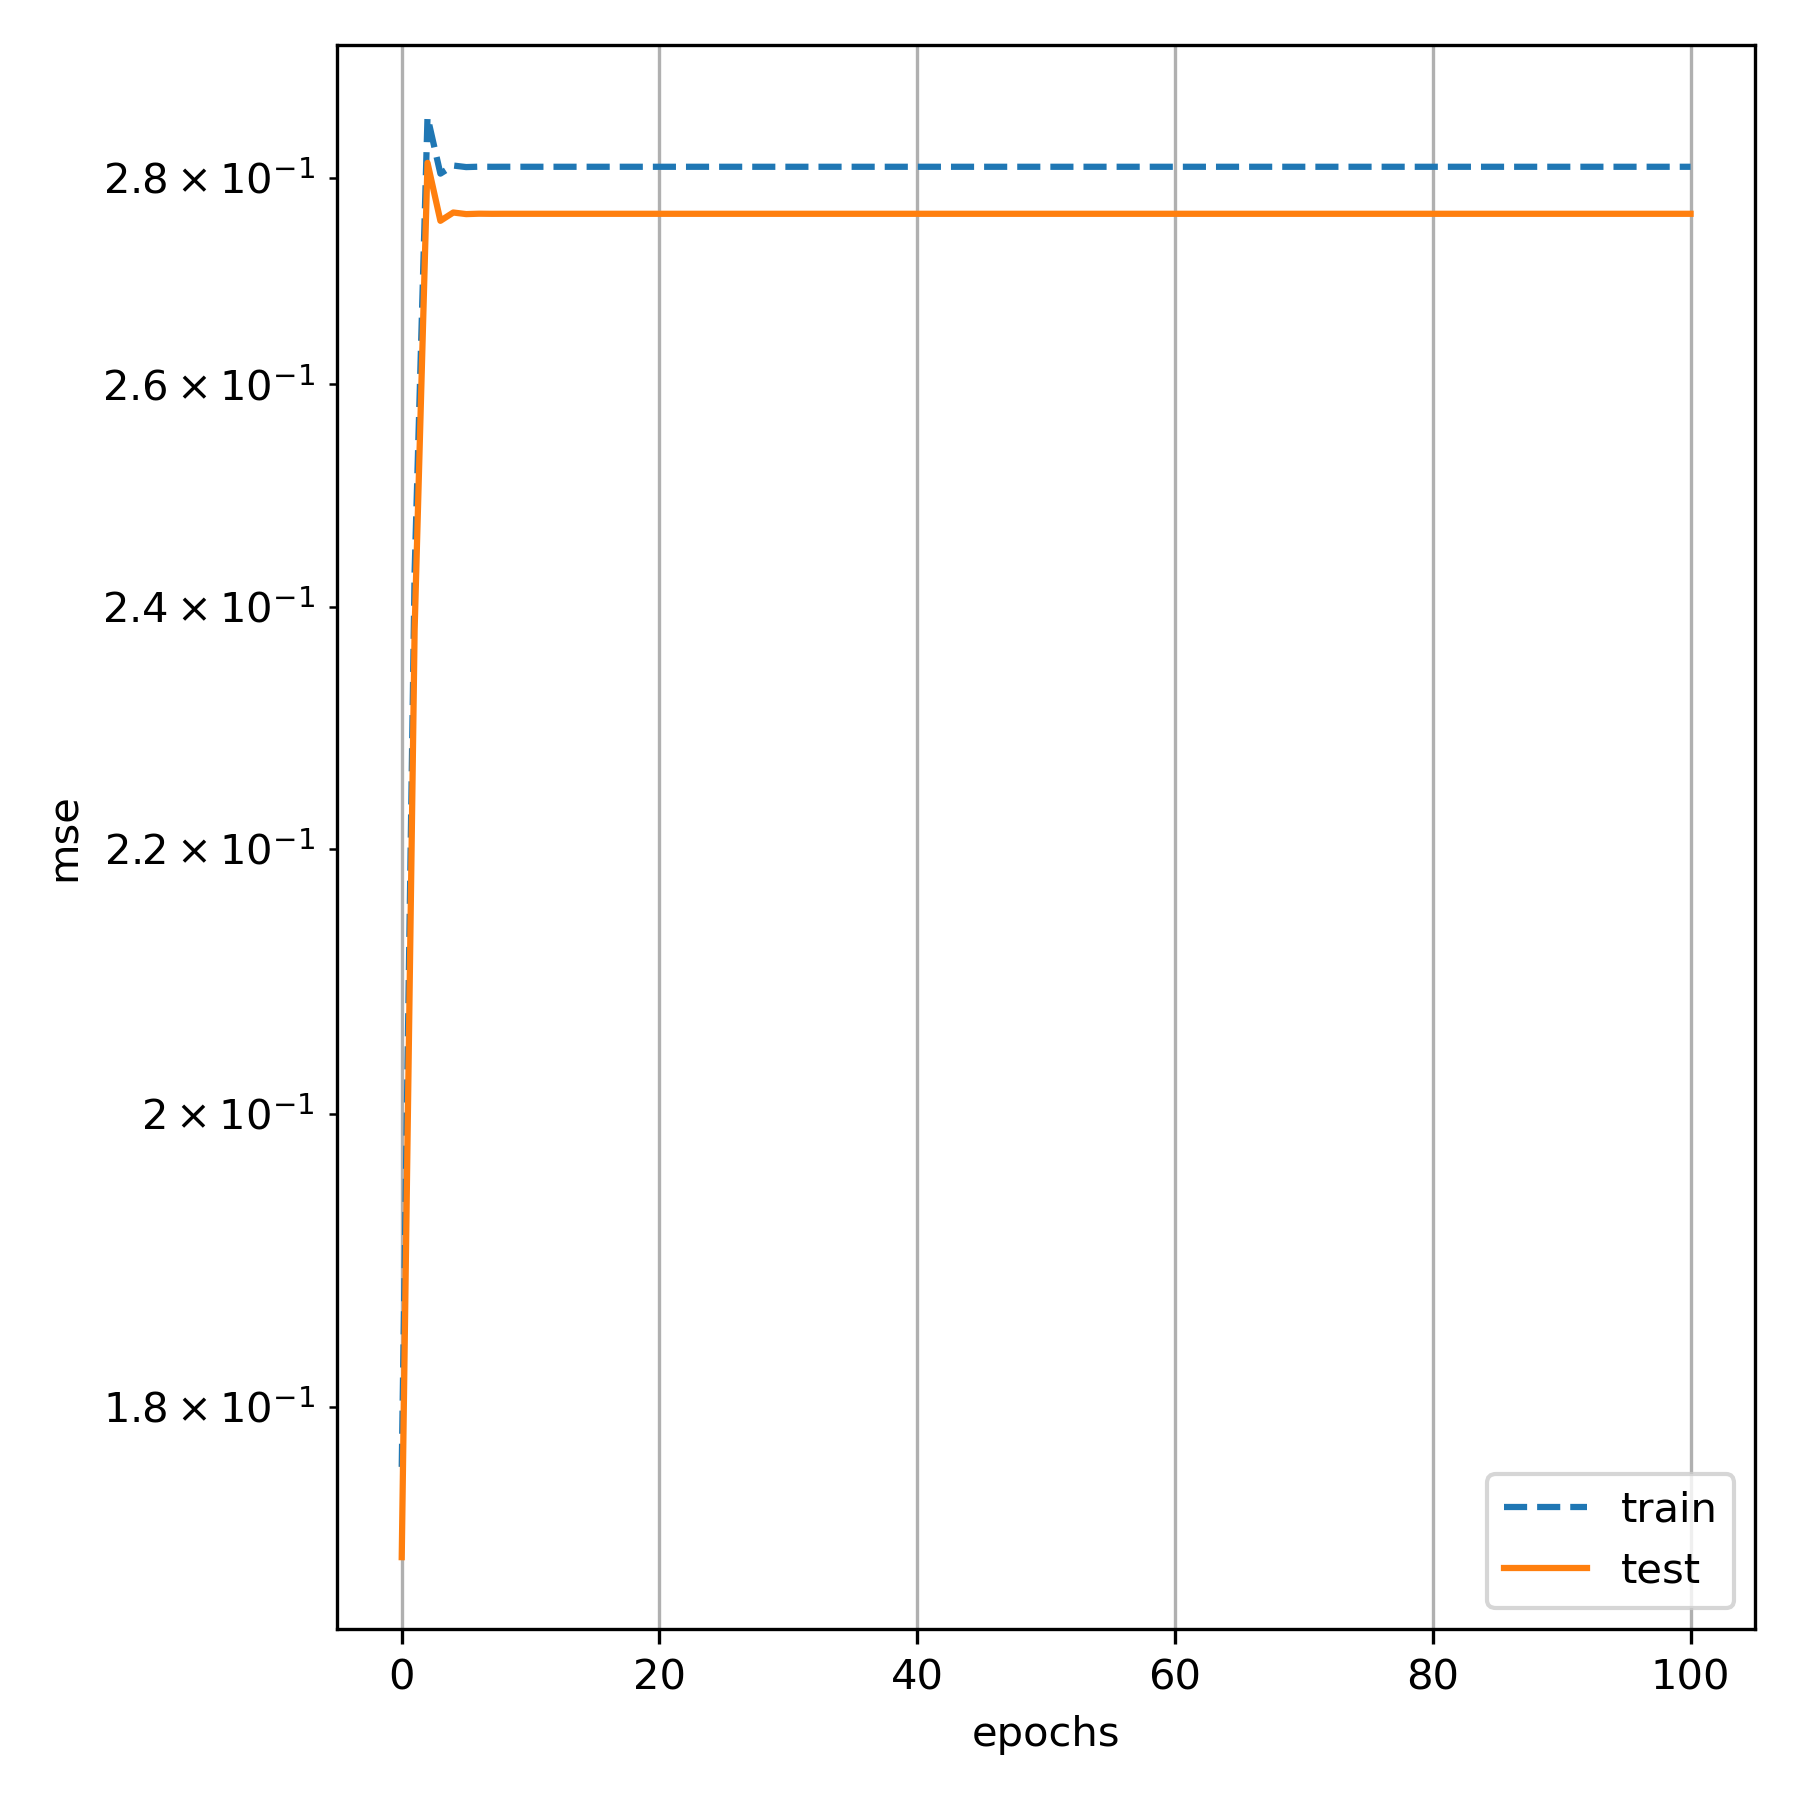 2.8 × 10⁻¹
2.6 × 10⁻¹
2.4 × 10⁻¹
2.2 × 10⁻¹
2 × 10⁻¹
1.8 × 10⁻¹
mse
0 20 40 60 80 100
epochs
train
test